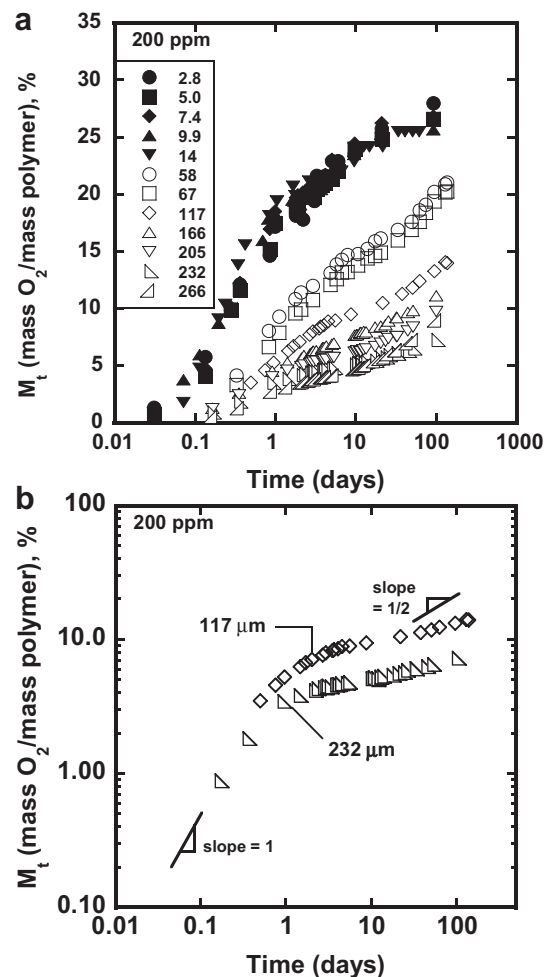 a
200 ppm
2.8
5.0
7.4
9.9
14
58
67
117
166
205
232
266
35
30
25
20
15
10
5
0
0.01 0.1 1 10 100 1000
M_t (mass O_2/mass polymer), %
Time (days)
b
200 ppm
slope
= 1/2
117 µm
232 µm
slope = 1
100
10.0
1.00
0.10
0.01 0.1 1 10 100
M_t (mass O_2/mass polymer), %
Time (days)